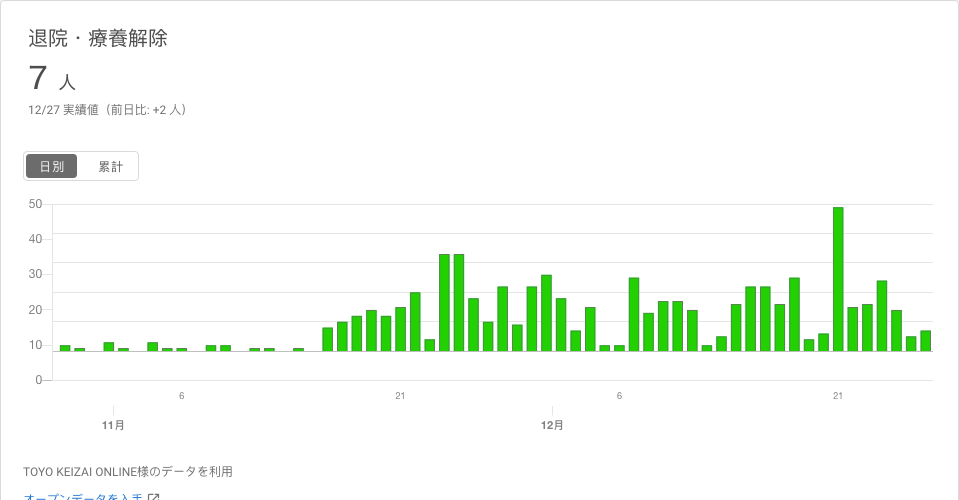 退院・療養解除
7 人
12/27 実績値（前日比: +2 人）
日別 累計
50
40
30
20
10
0
6 21 6 21
11月 12月
TOYO KEIZAI ONLINE様のデータを利用
オープンデータを入手